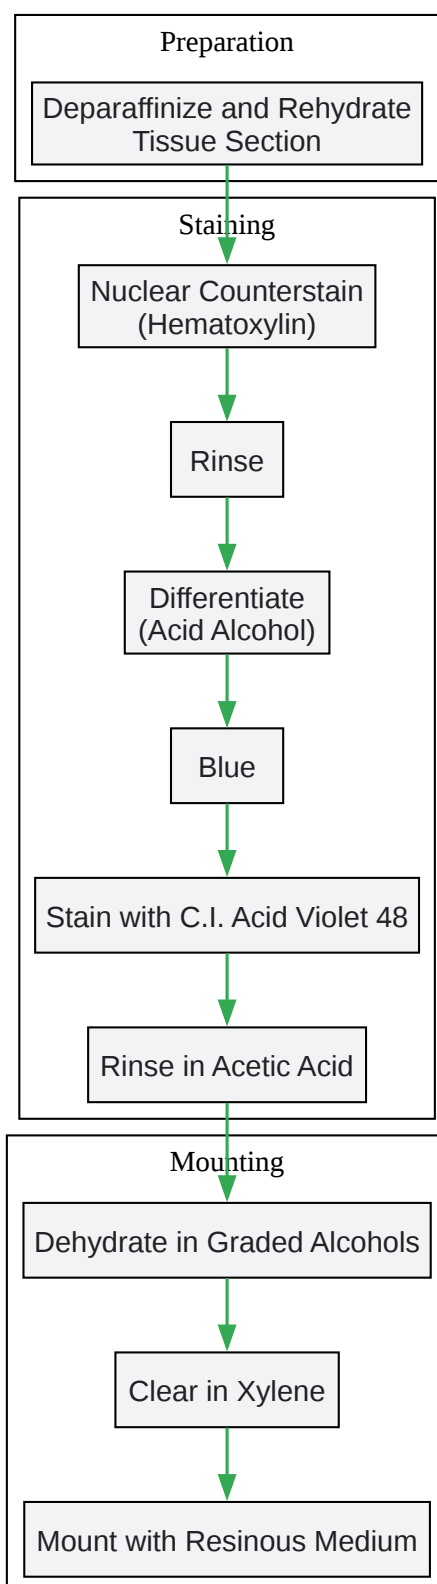 Preparation
Deparaffinize and Rehydrate
Tissue Section
Staining
Nuclear Counterstain
(Hematoxylin)
Rinse
Differentiate
(Acid Alcohol)
Blue
Stain with C.I. Acid Violet 48
Rinse in Acetic Acid
Mounting
Dehydrate in Graded Alcohols
Clear in Xylene
Mount with Resinous Medium